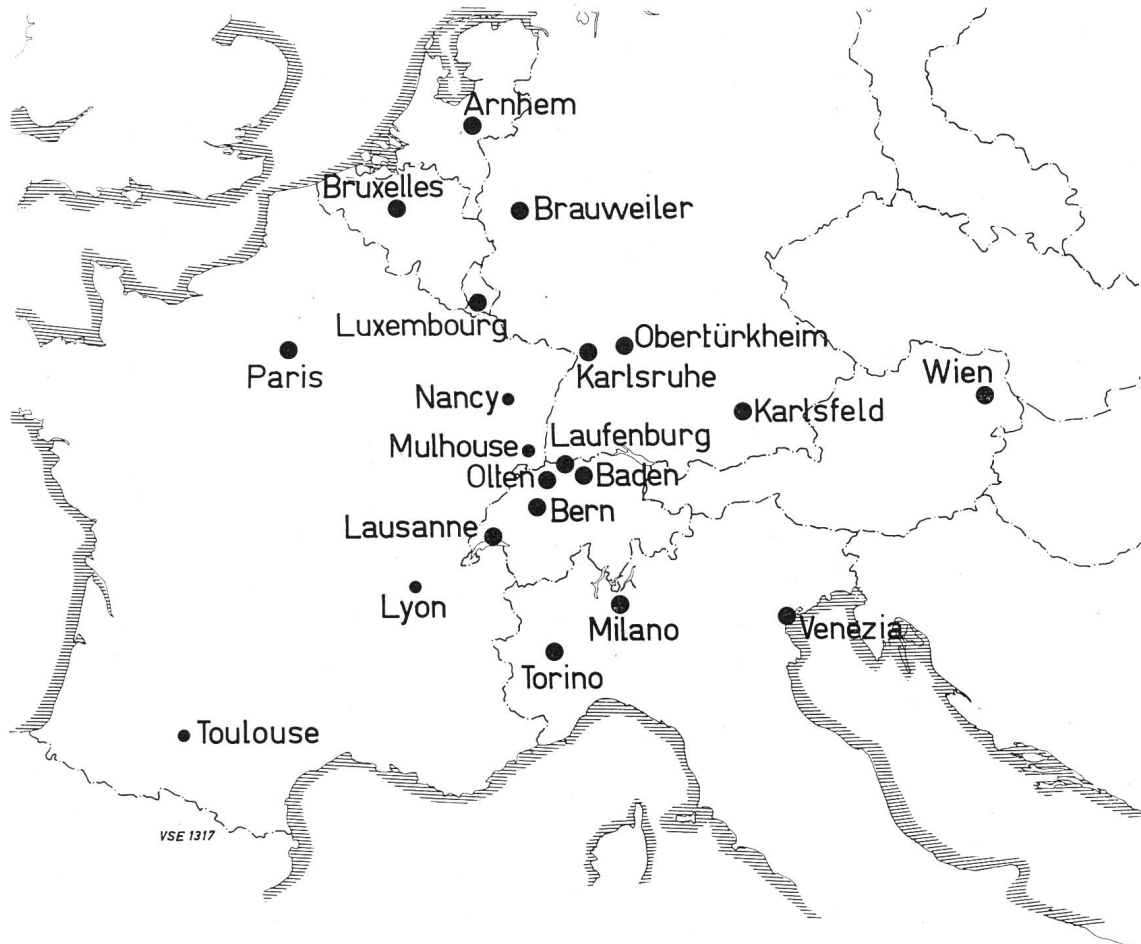 Arnhem
Bruxelles
Brauweiler
Luxembourg
Obertürkheim
Paris
Karlsruhe
Wien
Nancy
Karlsfeld
Laufenburg
Mulhouse
Olten
Baden
Bern
Lausanne
Lyon
Milano
Venezia
Torino
Toulouse
VSE 1317